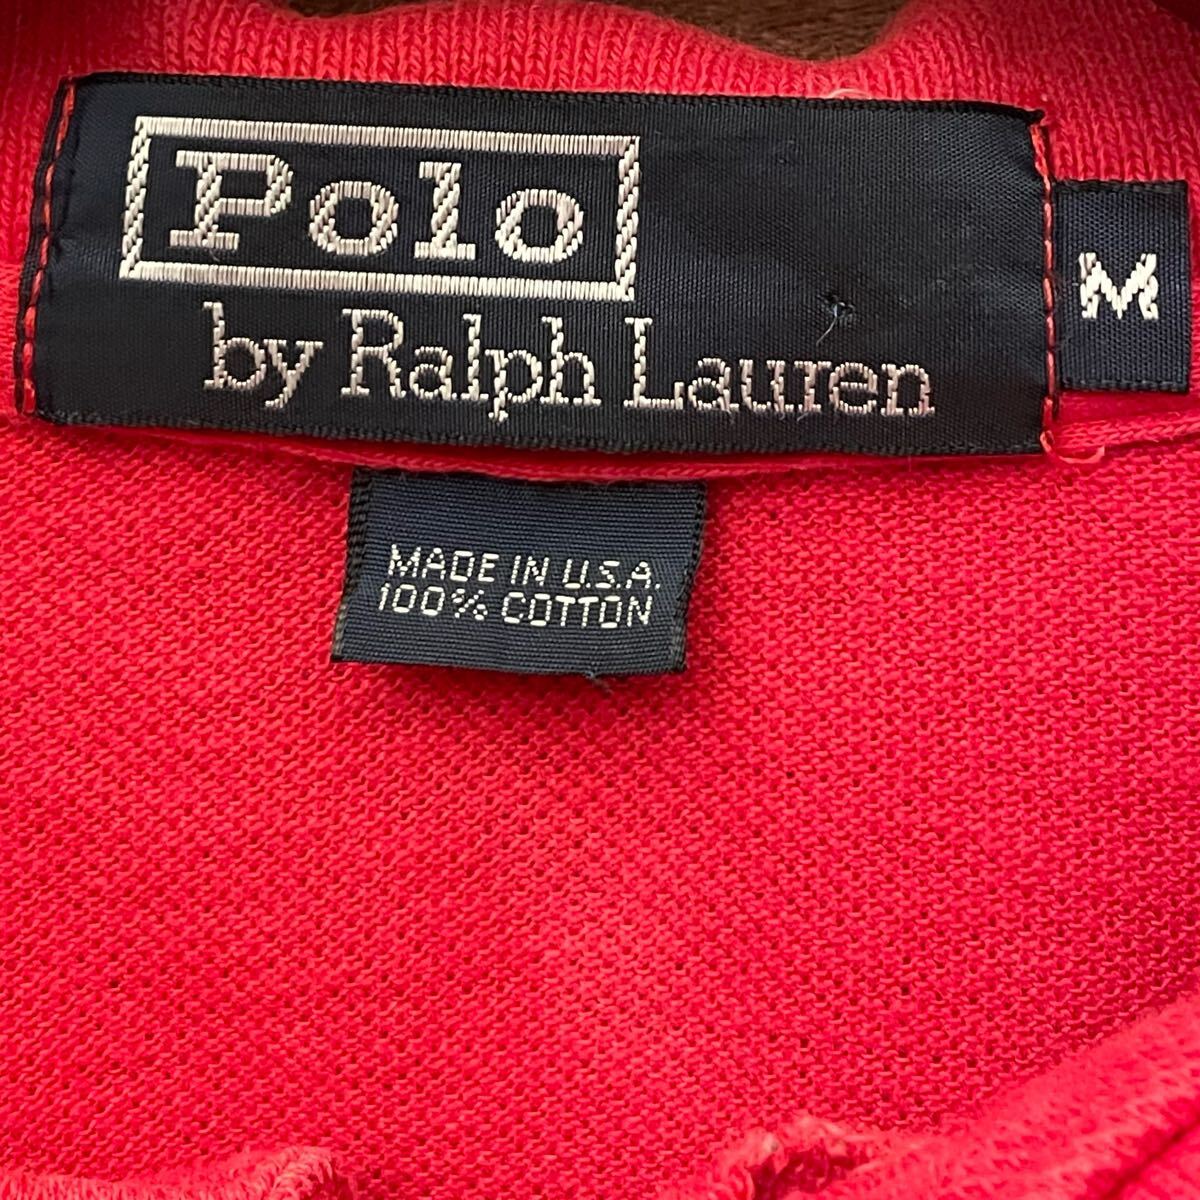 Polo
by Ralph Lauren
M
MADE IN U.S.A.
100% COTTON